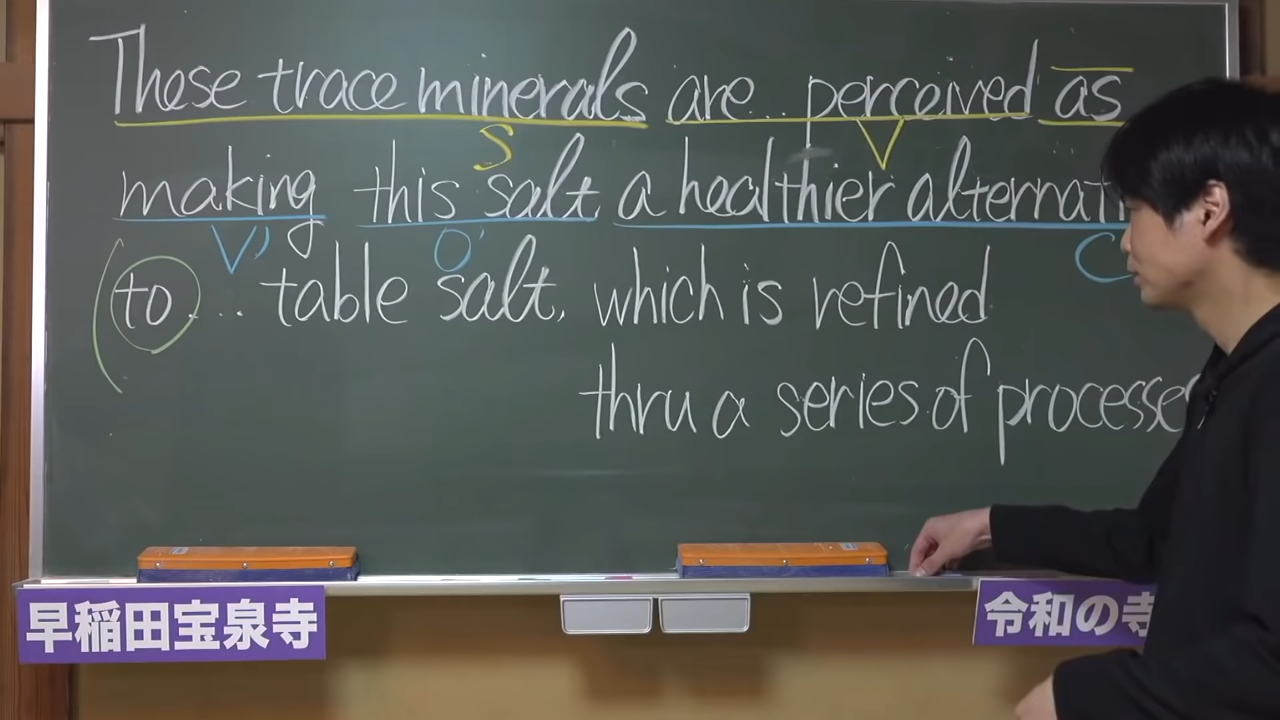 These trace minerals are.. perceived as
S V
making this salt a healthier alternati
V' O' C
(to... table salt, which is refined
thru a series of processe
早稲田宝泉寺 令和の寺